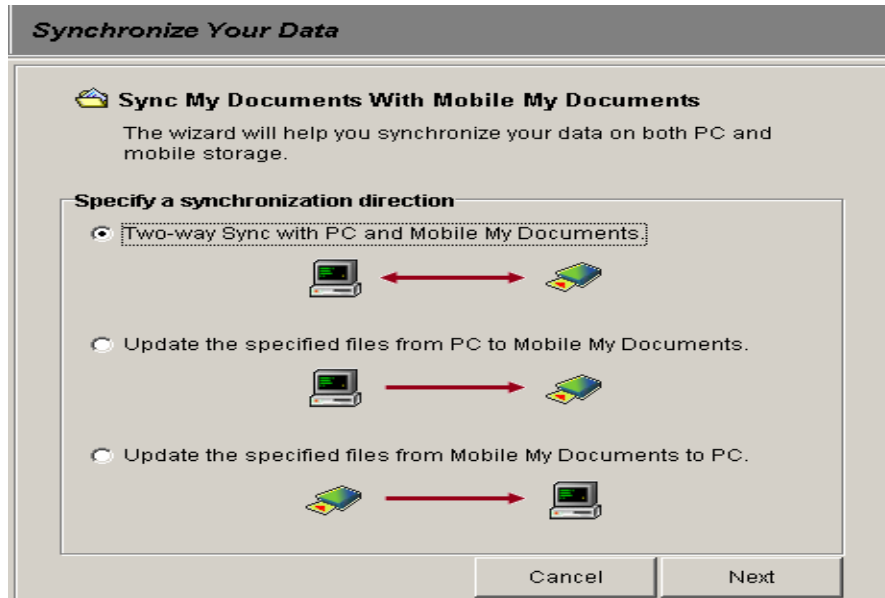 Synchronize Your Data
Sync My Documents With Mobile My Documents
The wizard will help you synchronize your data on both PC and
mobile storage.
Specify a synchronization direction
Two-way Sync with PC and Mobile My Documents.
Update the specified files from PC to Mobile My Documents.
Update the specified files from Mobile My Documents to PC.
Cancel
Next